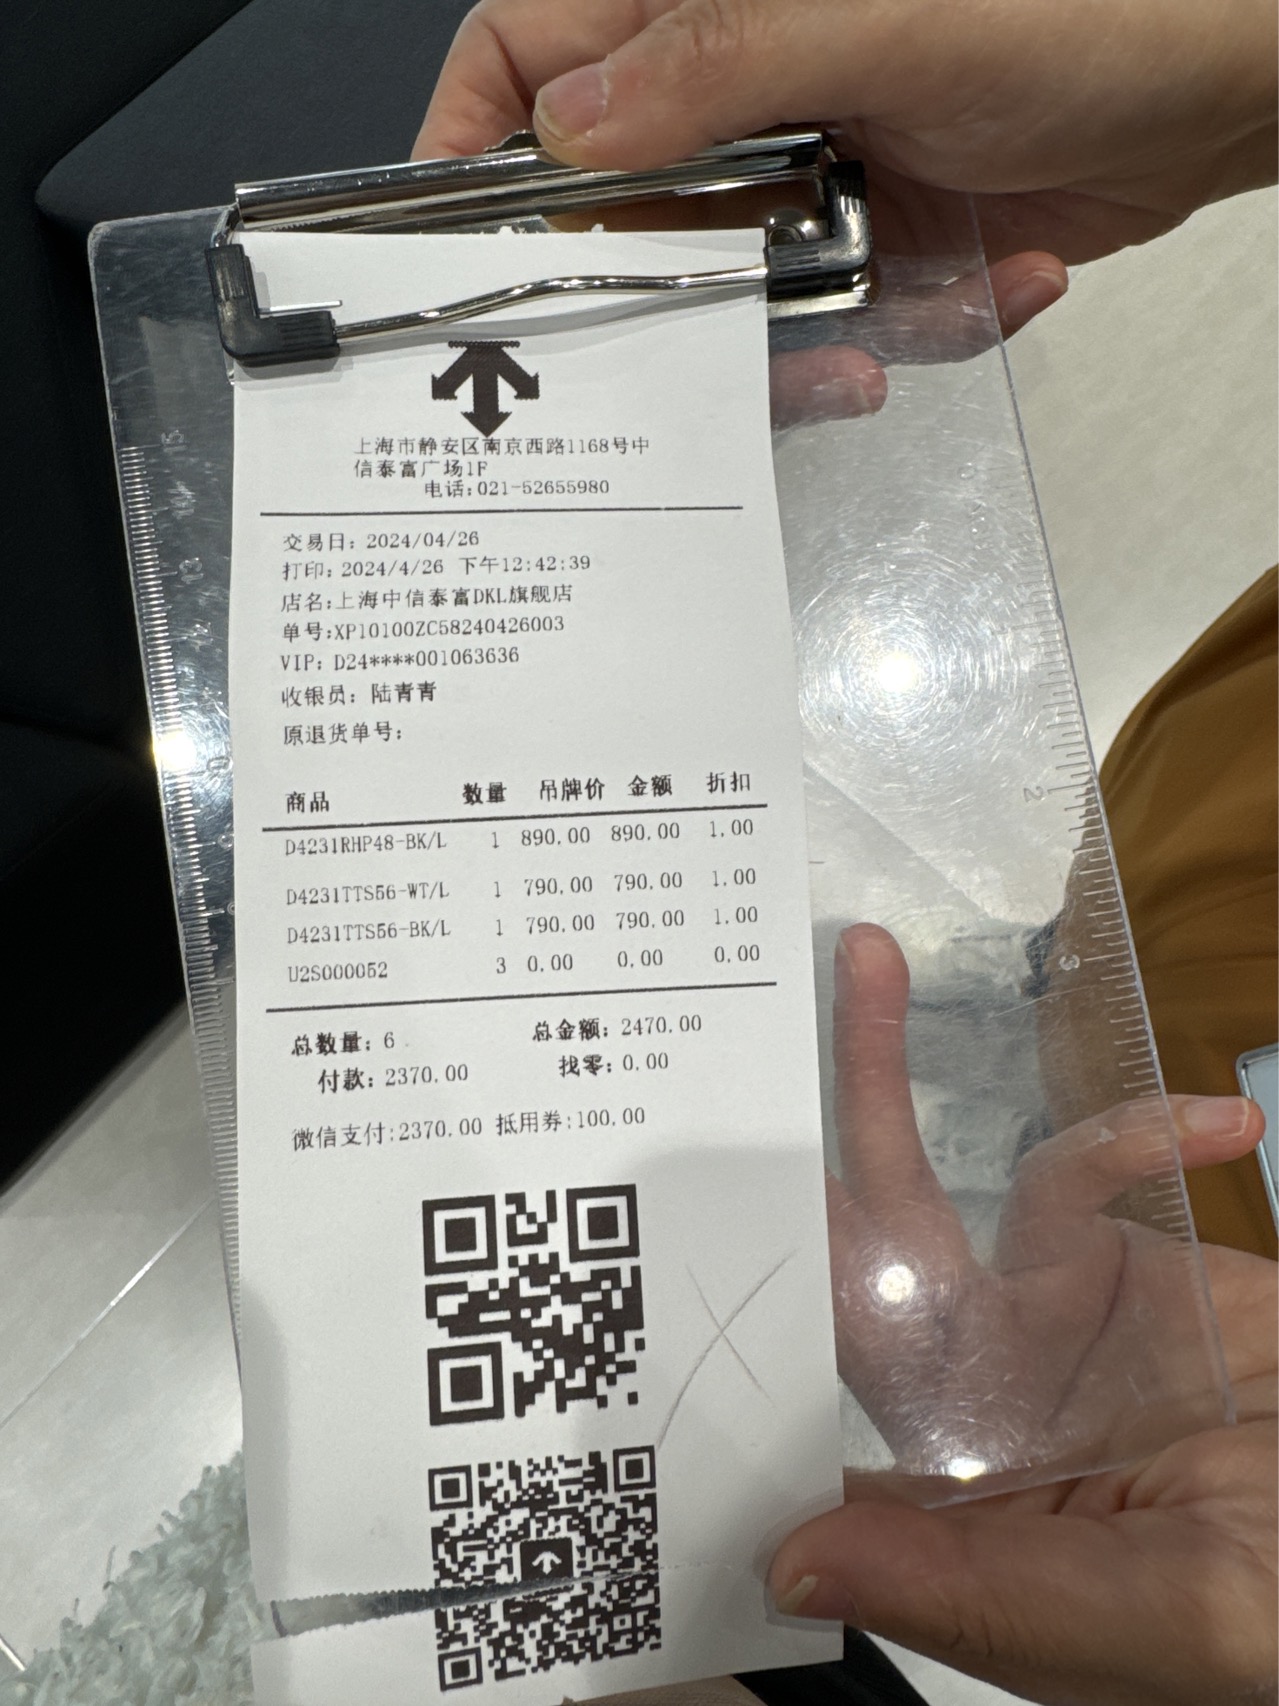 上海市静安区南京西路1168号中
信泰富广场1F
电话:021-52655980
交易日: 2024/04/26
打印: 2024/4/26 下午12:42:39
店名:上海中信泰富DKL旗舰店
单号:XP10100ZC58240426003
VIP: D24****001063636
收银员: 陆青青
原退货单号:
商品 数量 吊牌价 金额 折扣
D4231RHP48-BK/L 1 890.00 890.00 1.00
D4231TTS56-WT/L 1 790.00 790.00 1.00
D4231TTS56-BK/L 1 790.00 790.00 1.00
U2S000052 3 0.00 0.00 0.00
总数量: 6 总金额: 2470.00
付款: 2370.00 找零: 0.00
微信支付:2370.00 抵用券:100.00
2
3
4